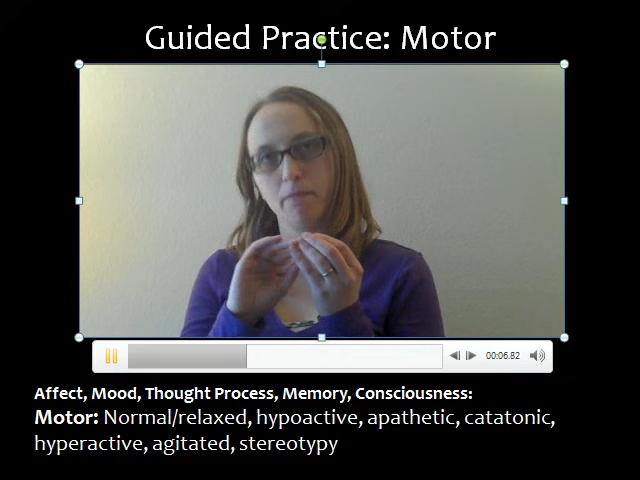 Guided Practice: Motor
00:06.82
Affect, Mood, Thought Process, Memory, Consciousness:
Motor: Normal/relaxed, hypoactive, apathetic, catatonic,
hyperactive, agitated, stereotypy